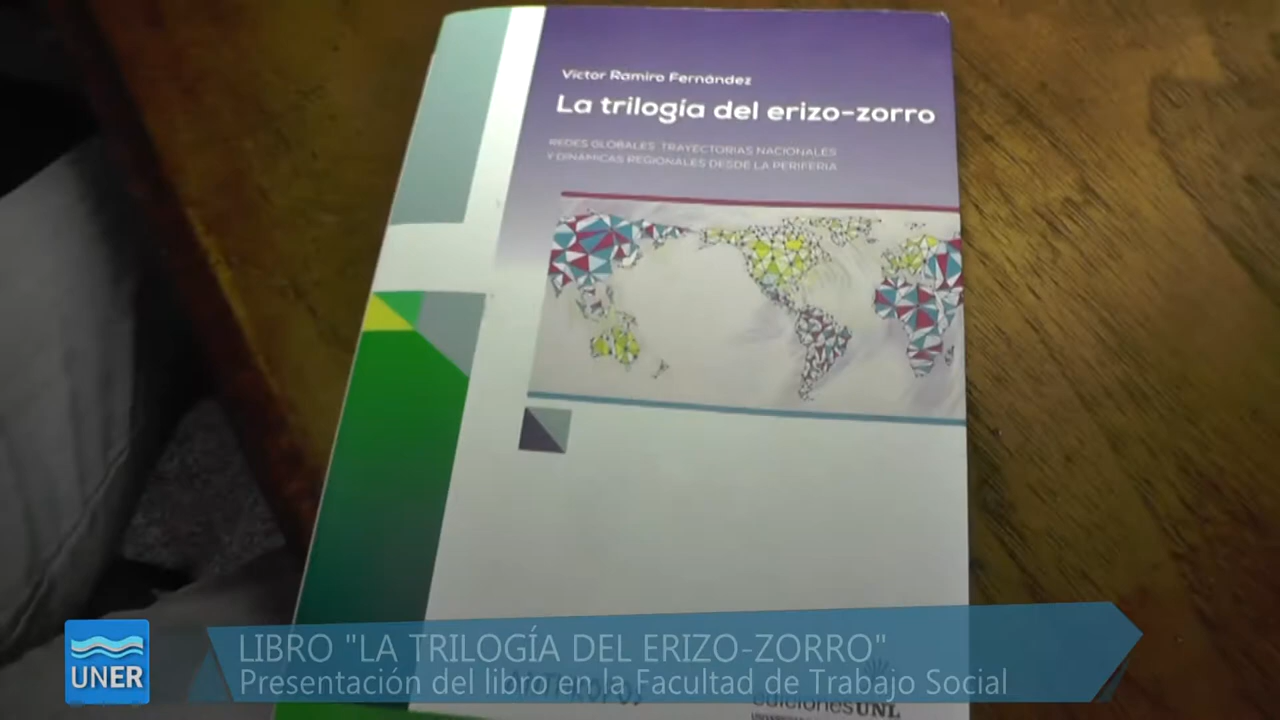 Víctor Ramiro Fernández
La trilogía del erizo-zorro
REDES GLOBALES, TRAYECTORIAS NACIONALES
Y DINÁMICAS REGIONALES DESDE LA PERIFERIA
UNER
LIBRO "LA TRILOGÍA DEL ERIZO-ZORRO"
Presentación del libro en la Facultad de Trabajo Social
edicionesUNL